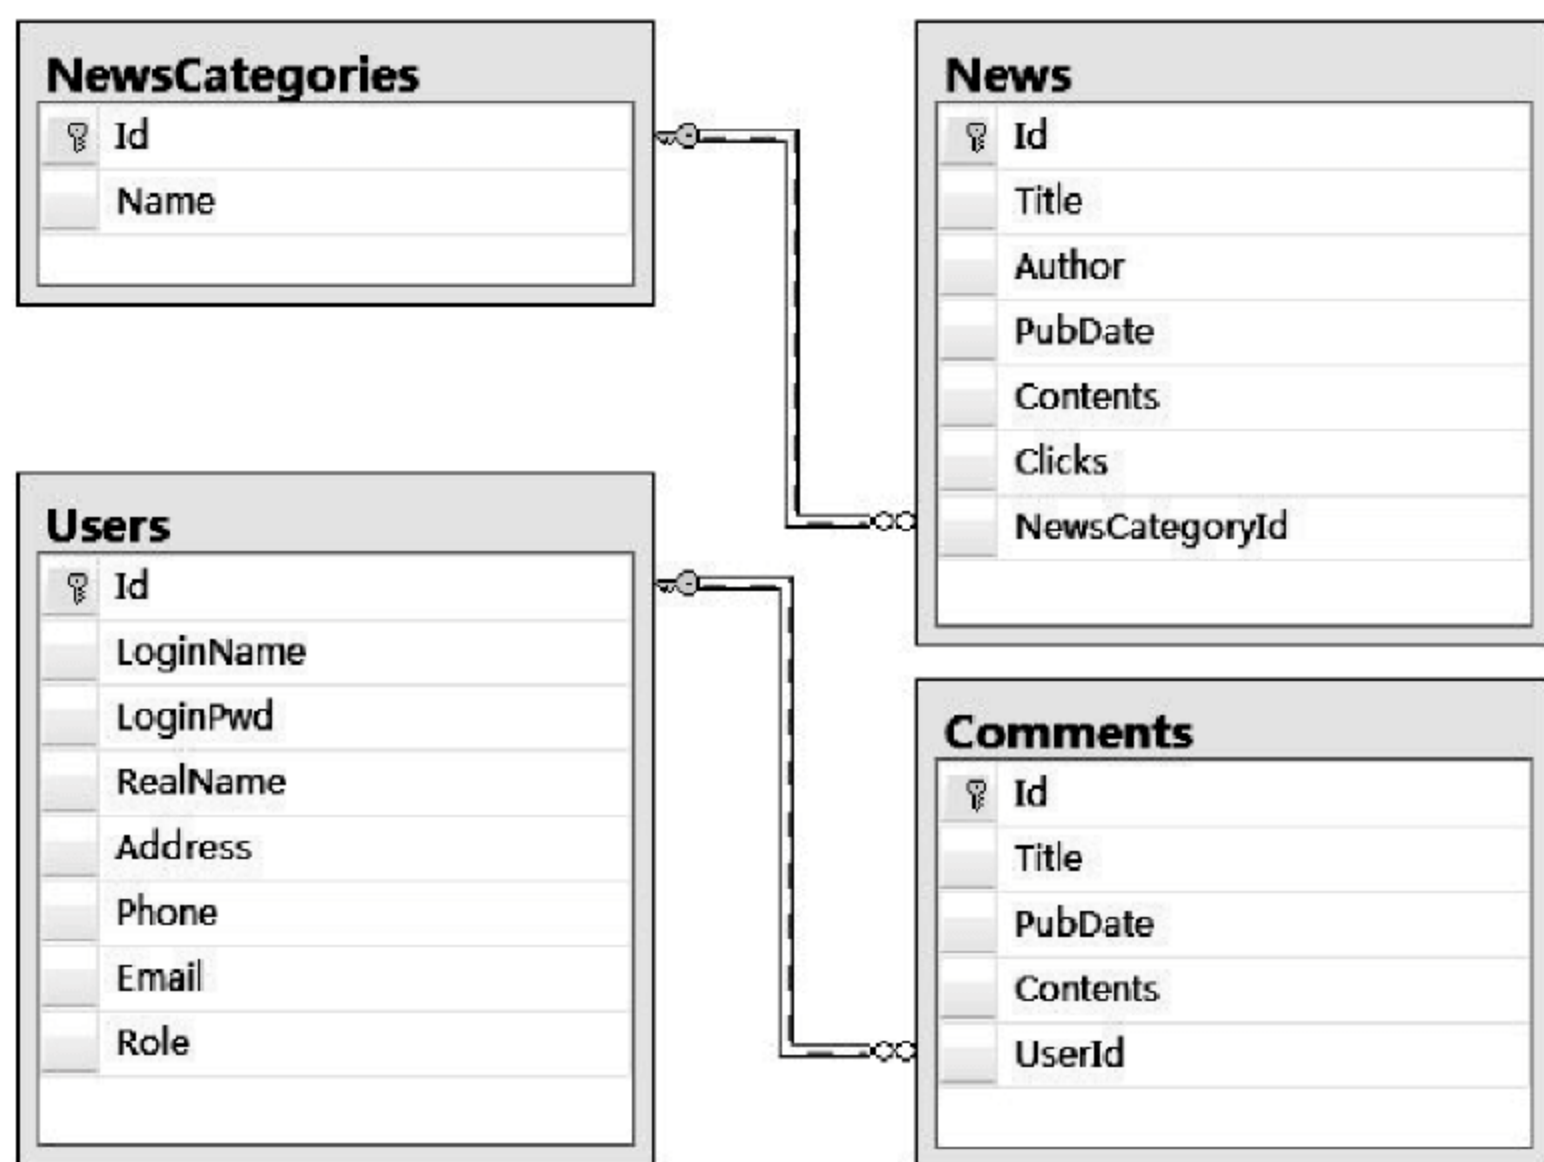 NewsCategories
Id
Name
News
Id
Title
Author
PubDate
Contents
Clicks
NewsCategoryId
Users
Id
LoginName
LoginPwd
RealName
Address
Phone
Email
Role
Comments
Id
Title
PubDate
Contents
UserId